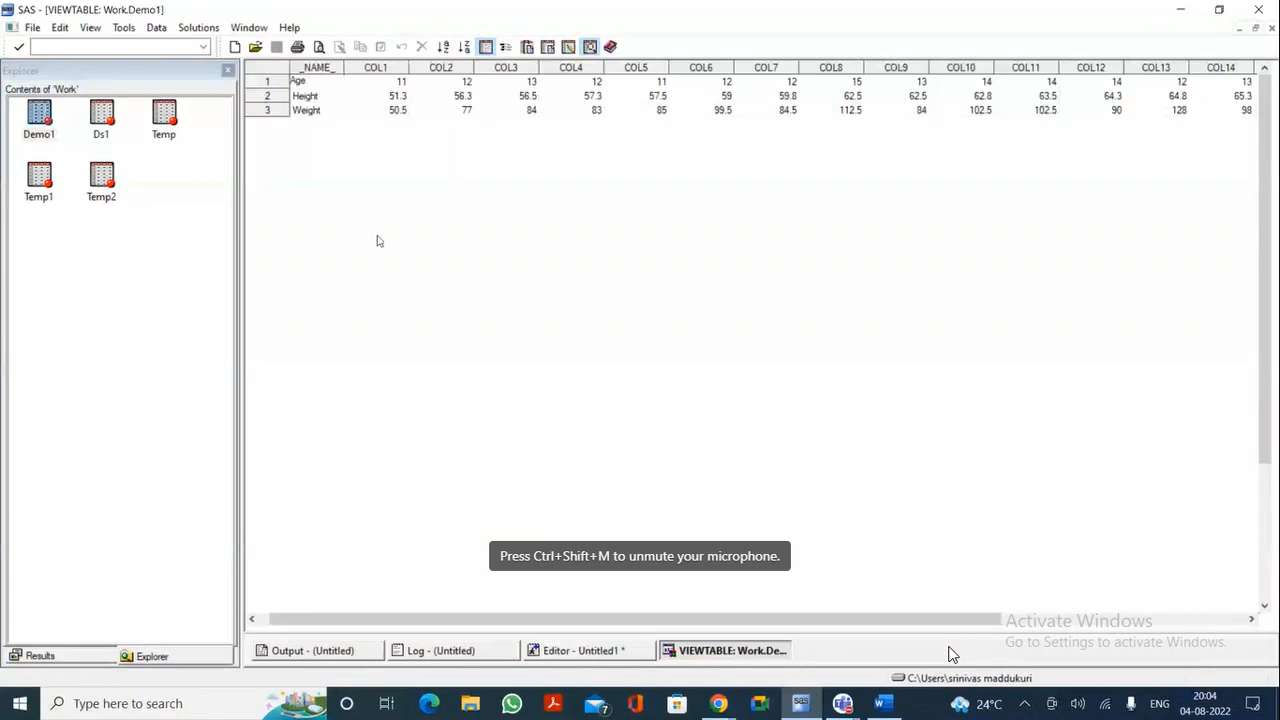 SAS - [VIEWTABLE: Work.Demo1]
File Edit View Tools Data Solutions Window Help
Explorer
Contents of 'Work'
Demo1 Ds1 Temp
Temp1 Temp2
_NAME_ COL1 COL2 COL3 COL4 COL5 COL6 COL7 COL8 COL9 COL10 COL11 COL12 COL13 COL14
1 Age 11 12 13 12 11 12 12 15 13 14 14 14 12 13
2 Height 51.3 56.3 56.5 57.3 57.5 59 59.8 62.5 62.5 62.8 63.5 64.3 64.8 65.3
3 Weight 50.5 77 84 83 85 99.5 84.5 112.5 84 102.5 102.5 90 128 98
Press Ctrl+Shift+M to unmute your microphone.
Activate Windows
Go to Settings to activate Windows.
Results Explorer
Output - (Untitled) Log - (Untitled) Editor - Untitled1 * VIEWTABLE: Work.De...
C:\Users\srinivas maddukuri
Type here to search
7
sas
24°C
ENG
20:04
04-08-2022